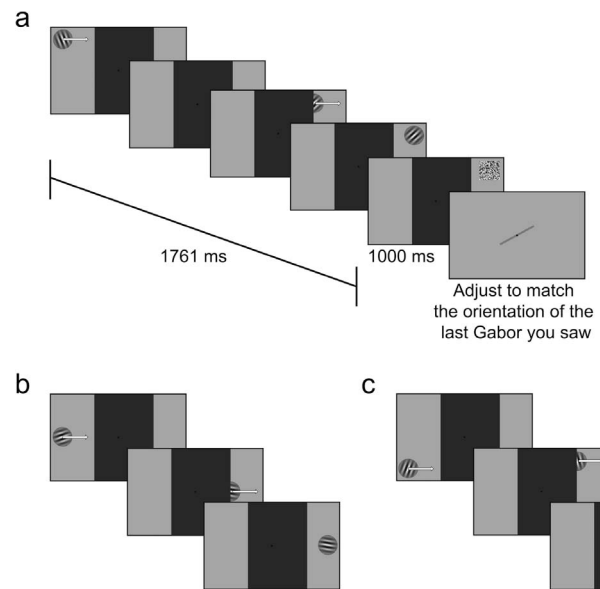 a
1761 ms
1000 ms
Adjust to match
the orientation of the
last Gabor you saw
b
c